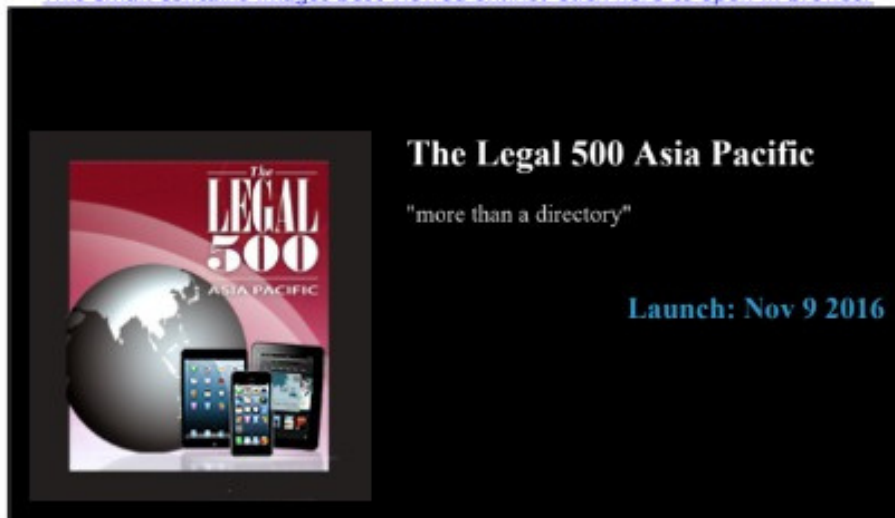 The Legal 500 Asia Pacific
"more than a directory"
Launch: Nov 9 2016
The
LEGAL
500
ASIA PACIFIC